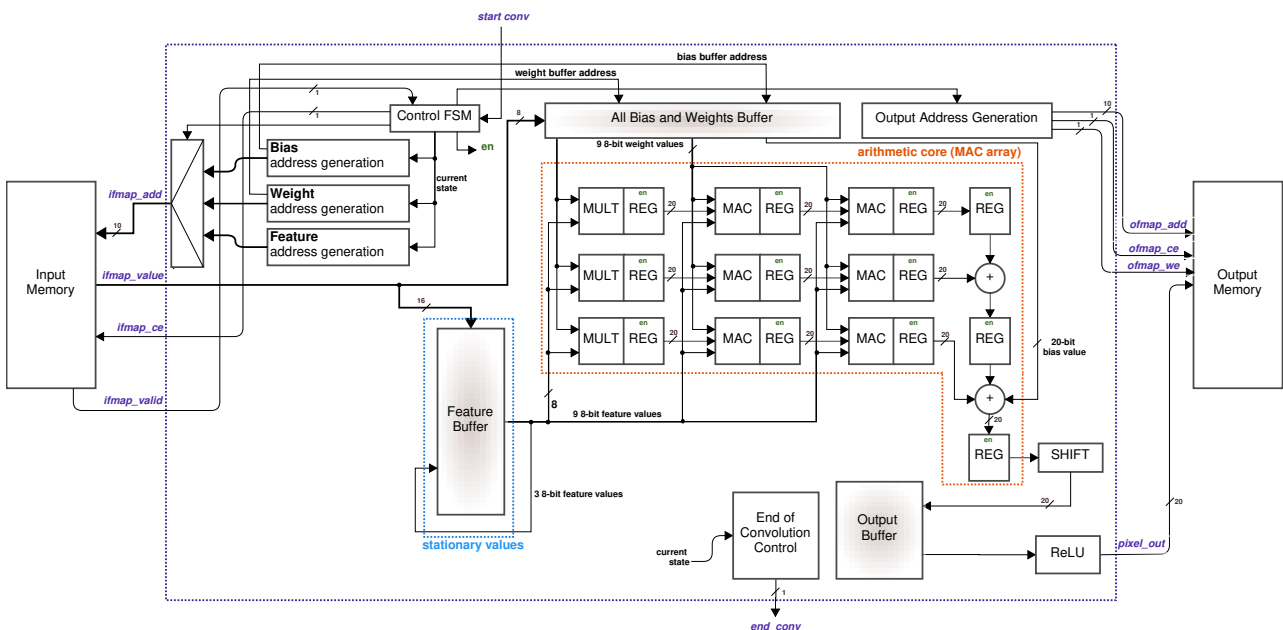 start conv
bias buffer address
weight buffer address
1
1
Control FSM
en
current
state
Bias
address generation
Weight
address generation
Feature
address generation
8
All Bias and Weights Buffer
9 8-bit weight values
Output Address Generation
10
1
1
arithmetic core (MAC array)
Input
Memory
ifmap_add
10
ifmap_value
ifmap_ce
ifmap_valid
16
MULT
REG
en
20
MAC
REG
en
20
MAC
REG
en
20
REG
en
MULT
REG
en
20
MAC
REG
en
20
MAC
REG
en
20
+
MULT
REG
en
20
MAC
REG
en
20
MAC
REG
en
20
REG
en
20-bit
bias value
+
20
REG
en
SHIFT
20
Feature
Buffer
8
9 8-bit feature values
3 8-bit feature values
stationary values
current
state
End of
Convolution
Control
1
end_conv
Output
Buffer
ReLU
pixel_out
20
ofmap_add
ofmap_ce
ofmap_we
Output
Memory